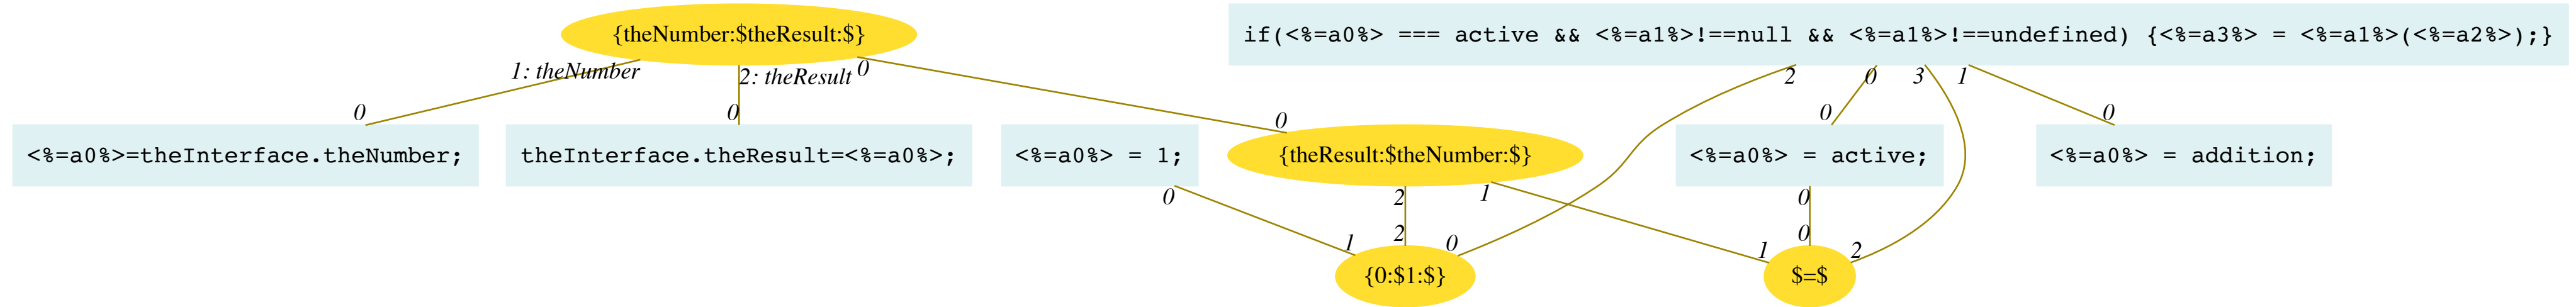 {theNumber:$theResult:$}
if(<%=a0%> === active && <%=a1%>!==null && <%=a1%>!==undefined) {<%=a3%> = <%=a1%>(<%=a2%>);}
1: theNumber
2: theResult
0
2
0
3
1
0
0
0
0
0
<%=a0%>=theInterface.theNumber;
theInterface.theResult=<%=a0%>;
<%=a0%> = 1;
{theResult:$theNumber:$}
<%=a0%> = active;
<%=a0%> = addition;
0
2
1
0
1
2
0
1
0
2
{0:$1:$}
$=$